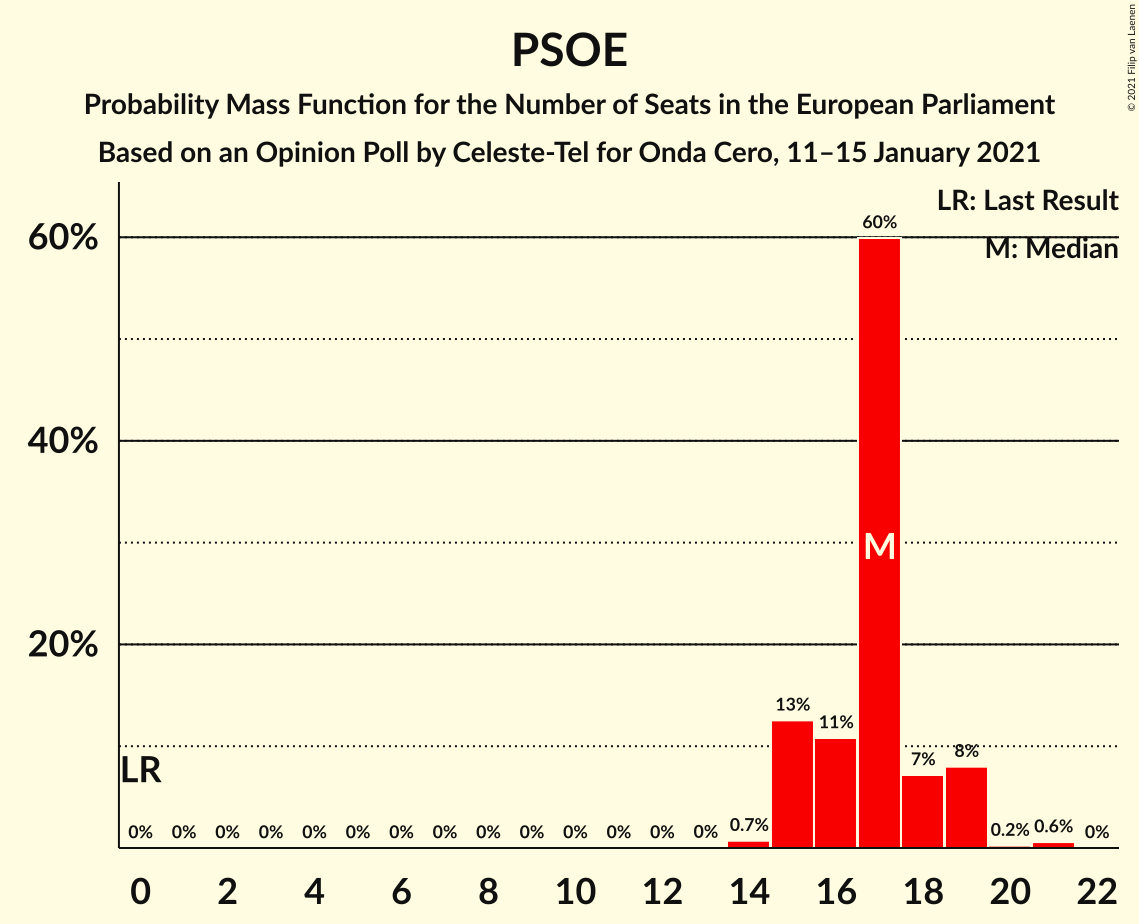 PSOE
Probability Mass Function for the Number of Seats in the European Parliament
Based on an Opinion Poll by Celeste-Tel for Onda Cero, 11–15 January 2021
© 2021 Filip van Laenen
LR: Last Result
M: Median
60%
40%
20%
60%
M
13%
11%
7%
8%
LR
0% 0% 0% 0% 0% 0% 0% 0% 0% 0% 0% 0% 0% 0% 0.7% 0.2% 0.6% 0%
0 2 4 6 8 10 12 14 16 18 20 22